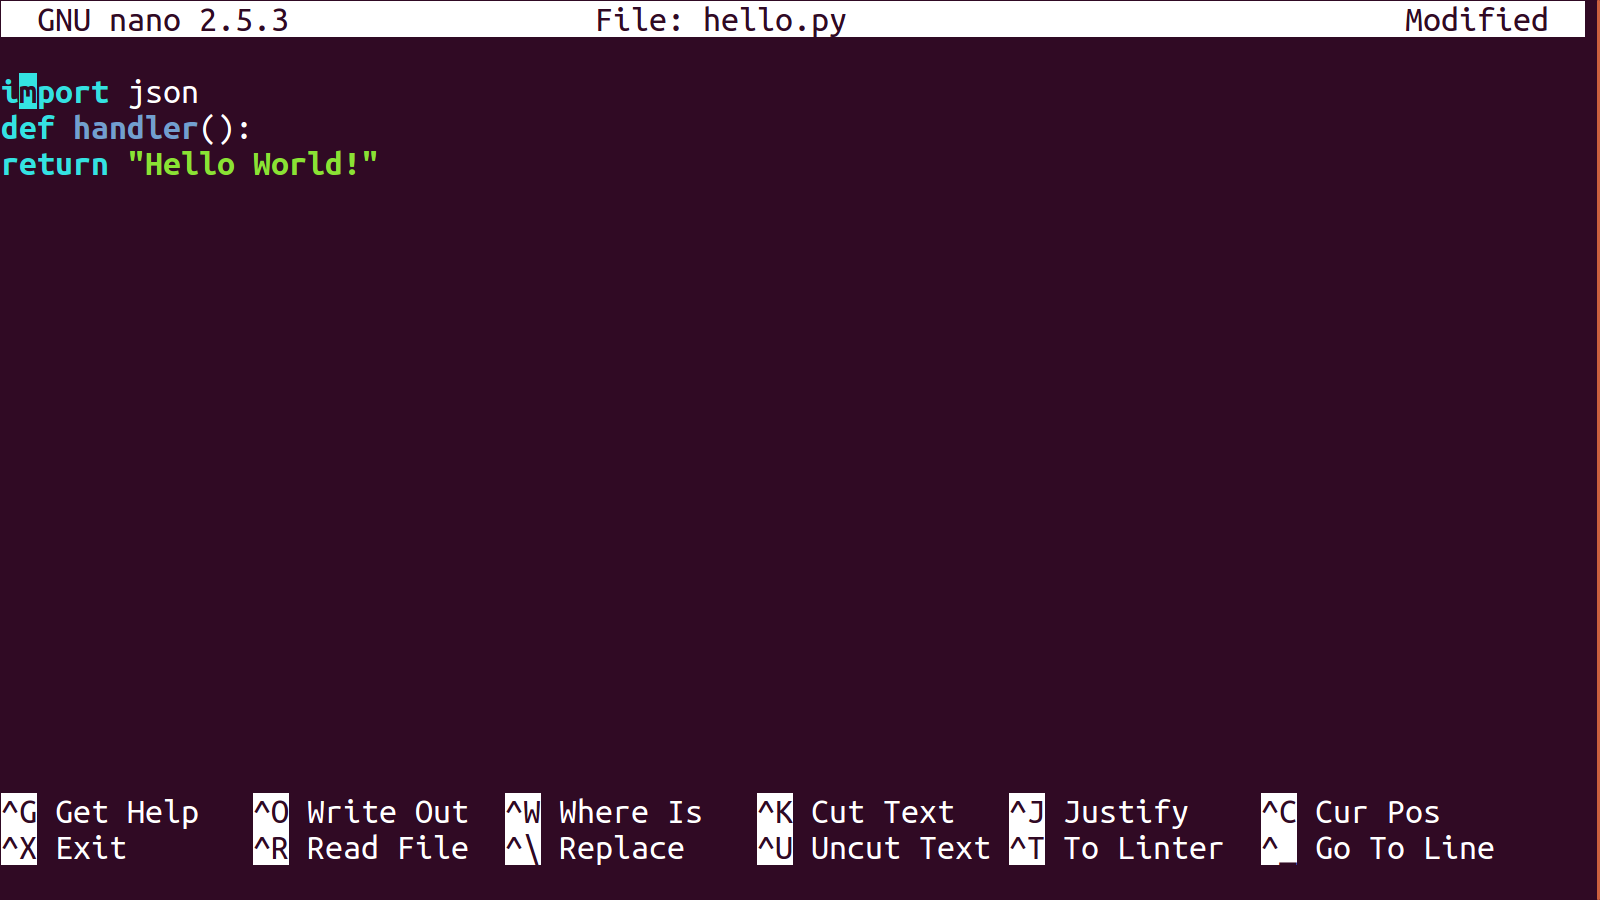 GNU nano 2.5.3 File: hello.py Modified
import json
def handler():
return "Hello World!"
^G Get Help ^O Write Out ^W Where Is ^K Cut Text ^J Justify ^C Cur Pos
^X Exit ^R Read File ^\ Replace ^U Uncut Text ^T To Linter ^_ Go To Line